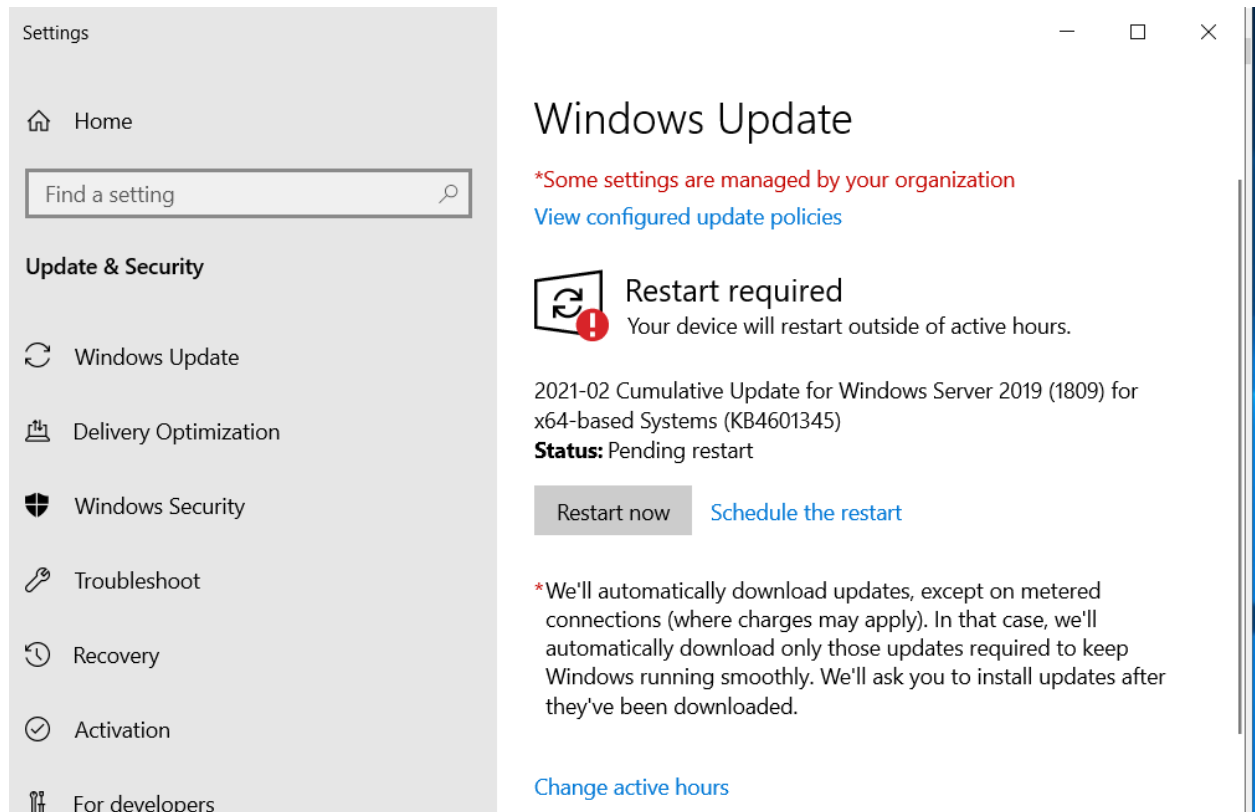 Settings
Home
Find a setting
Update & Security
Windows Update
Delivery Optimization
Windows Security
Troubleshoot
Recovery
Activation
For developers
Windows Update
*Some settings are managed by your organization
View configured update policies
Restart required
Your device will restart outside of active hours.
2021-02 Cumulative Update for Windows Server 2019 (1809) for
x64-based Systems (KB4601345)
Status: Pending restart
Restart now
Schedule the restart
*We'll automatically download updates, except on metered
connections (where charges may apply). In that case, we'll
automatically download only those updates required to keep
Windows running smoothly. We'll ask you to install updates after
they've been downloaded.
Change active hours